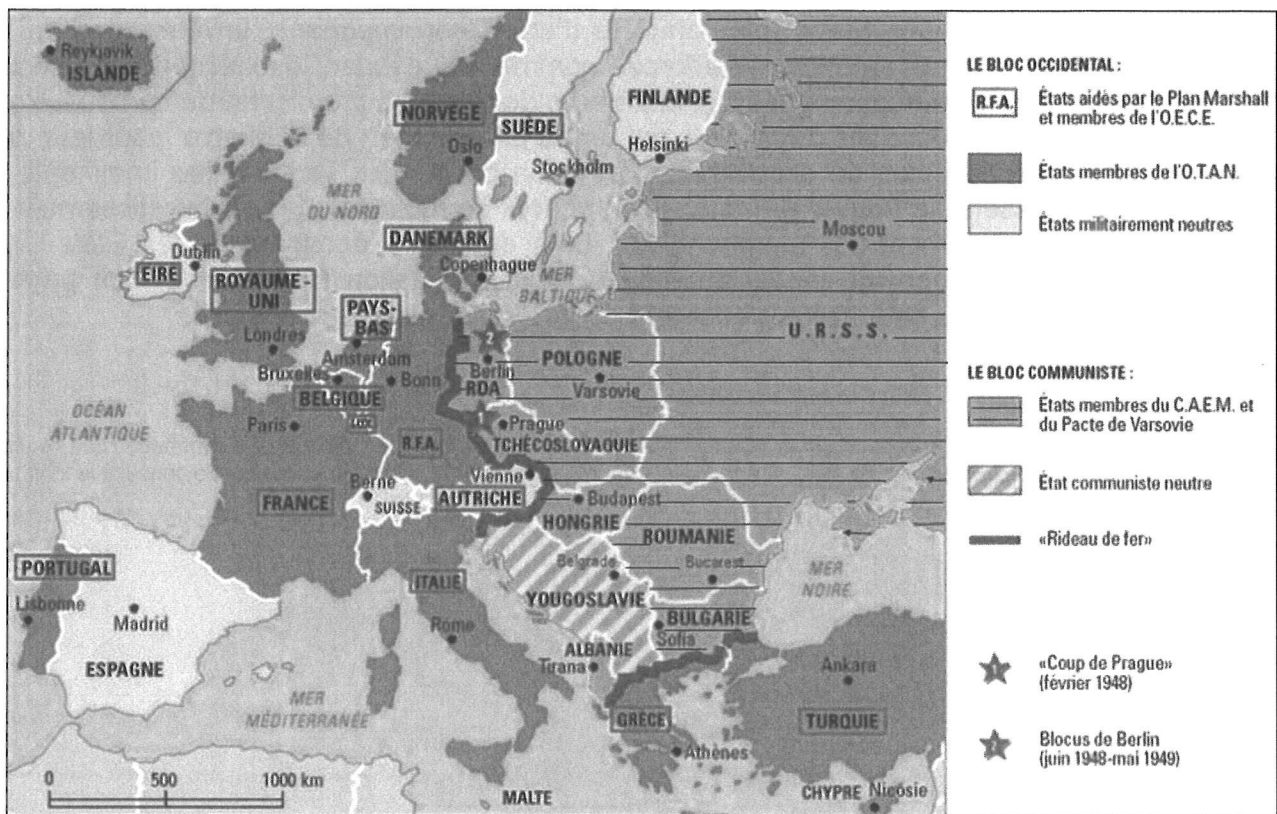 Reykjavik
ISLANDE
NORVÈGE
Oslo
SUÈDE
Stockholm
FINLANDE
Helsinki
MER
DU NORD
DANEMARK
Copenhague
MER
BALTIQUE
Moscou
U.R.S.S.
Dublin
EIRE
ROYAUME-
UNI
Londres
PAYS-
BAS
Amsterdam
Bruxelles
BELGIQUE
LUX.
Bonn
R.F.A.
2
Berlin
RDA
POLOGNE
Varsovie
1
Prague
TCHÉCOSLOVAQUIE
OCÉAN
ATLANTIQUE
Paris
FRANCE
Berne
SUISSE
Vienne
AUTRICHE
Budapest
HONGRIE
ROUMANIE
Bucarest
Belgrade
YOUGOSLAVIE
BULGARIE
Sofia
MER
NOIRE
PORTUGAL
Lisbonne
Madrid
ESPAGNE
ITALIE
Rome
ALBANIE
Tirana
MER
MÉDITERRANÉE
GRÈCE
Athènes
Ankara
TURQUIE
MALTE
CHYPRE
Nicosie
0 500 1000 km
LE BLOC OCCIDENTAL :
R.F.A.
États aidés par le Plan Marshall
et membres de l'O.E.C.E.
États membres de l'O.T.A.N.
États militairement neutres
LE BLOC COMMUNISTE :
États membres du C.A.E.M. et
du Pacte de Varsovie
État communiste neutre
«Rideau de fer»
1
«Coup de Prague»
(février 1948)
2
Blocus de Berlin
(juin 1948-mai 1949)